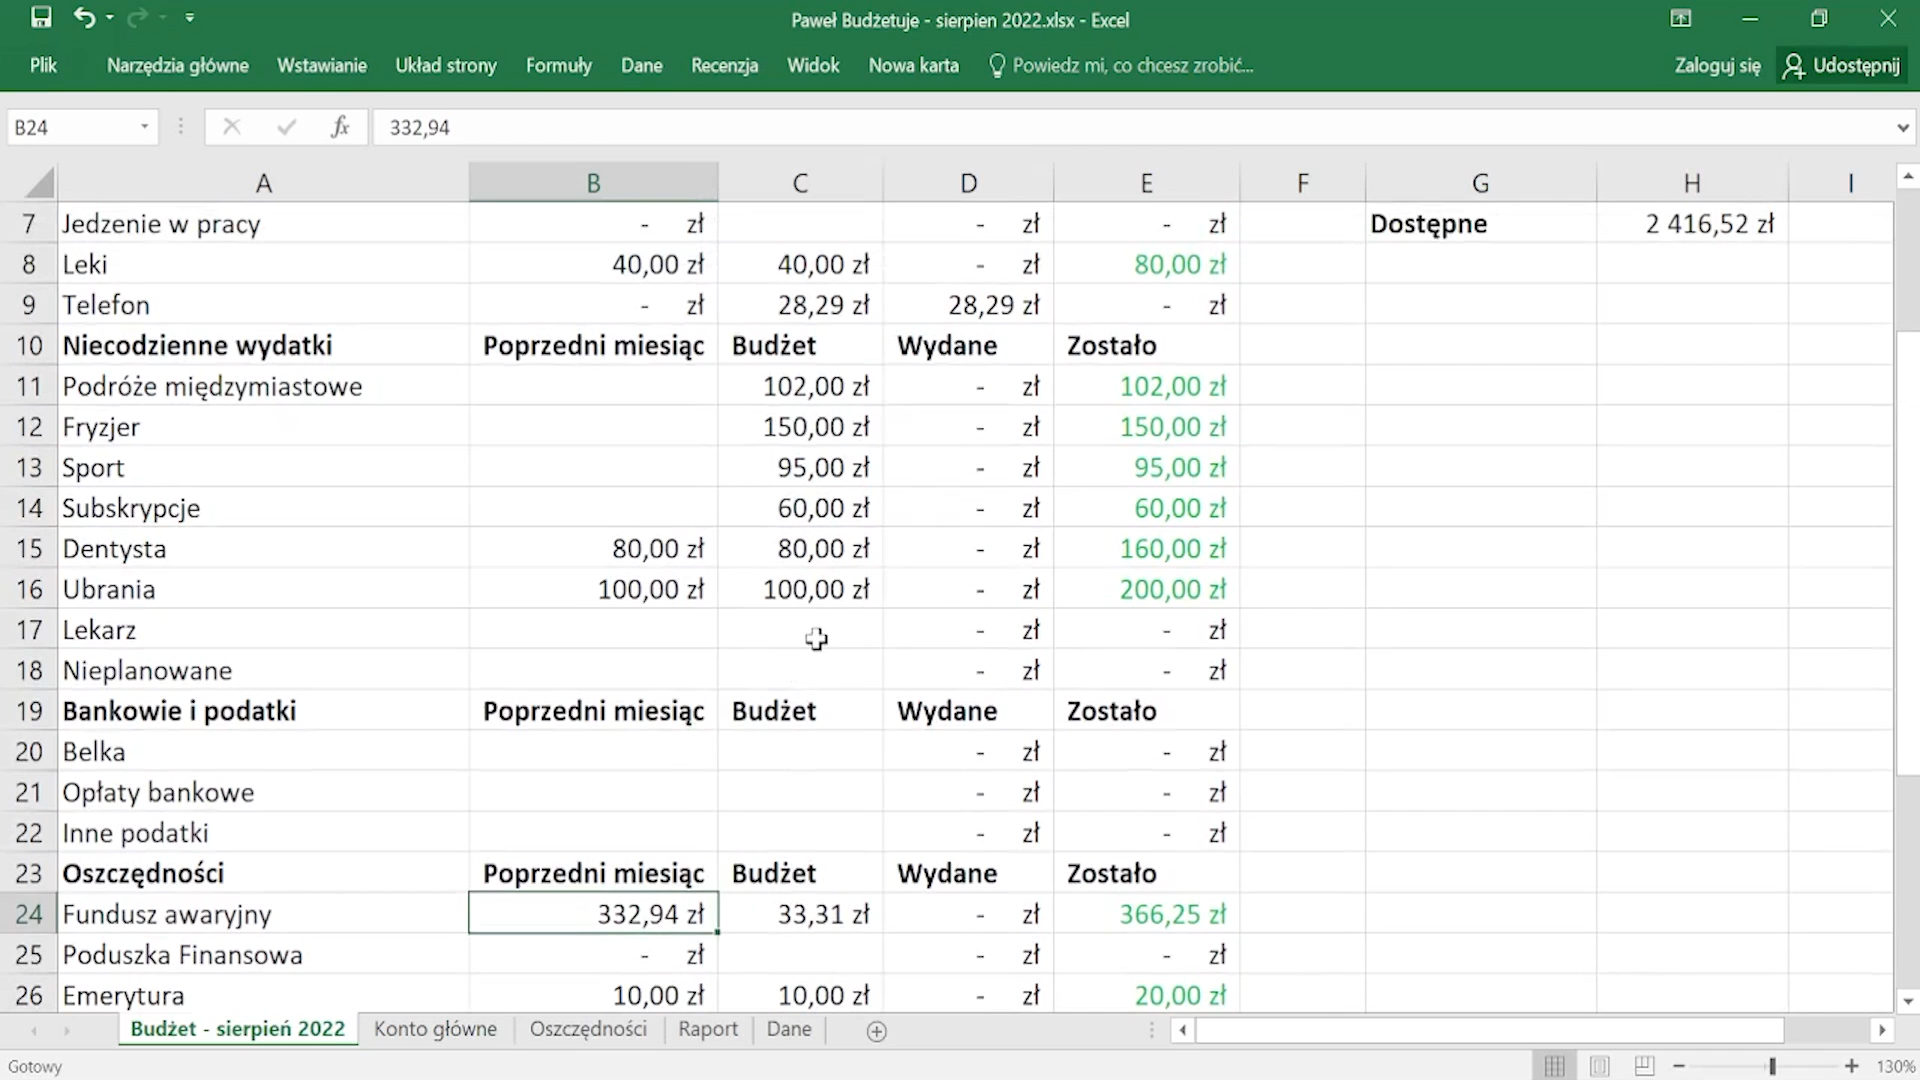 Paweł Budżetuje - sierpien 2022.xlsx - Excel
Plik Narzędzia główne Wstawianie Układ strony Formuły Dane Recenzja Widok Nowa karta Powiedz mi, co chcesz zrobić... Zaloguj się Udostępnij
B24 fx 332,94
A B C D E F G H I
7 Jedzenie w pracy - zł - zł - zł Dostępne 2 416,52 zł
8 Leki 40,00 zł 40,00 zł - zł 80,00 zł
9 Telefon - zł 28,29 zł 28,29 zł - zł
10 Niecodzienne wydatki Poprzedni miesiąc Budżet Wydane Zostało
11 Podróże międzymiastowe 102,00 zł - zł 102,00 zł
12 Fryzjer 150,00 zł - zł 150,00 zł
13 Sport 95,00 zł - zł 95,00 zł
14 Subskrypcje 60,00 zł - zł 60,00 zł
15 Dentysta 80,00 zł 80,00 zł - zł 160,00 zł
16 Ubrania 100,00 zł 100,00 zł - zł 200,00 zł
17 Lekarz - zł - zł
18 Nieplanowane - zł - zł
19 Bankowie i podatki Poprzedni miesiąc Budżet Wydane Zostało
20 Belka - zł - zł
21 Opłaty bankowe - zł - zł
22 Inne podatki - zł - zł
23 Oszczędności Poprzedni miesiąc Budżet Wydane Zostało
24 Fundusz awaryjny 332,94 zł 33,31 zł - zł 366,25 zł
25 Poduszka Finansowa - zł - zł - zł
26 Emerytura 10,00 zł 10,00 zł - zł 20,00 zł
Budżet - sierpień 2022 Konto główne Oszczędności Raport Dane
Gotowy 130%